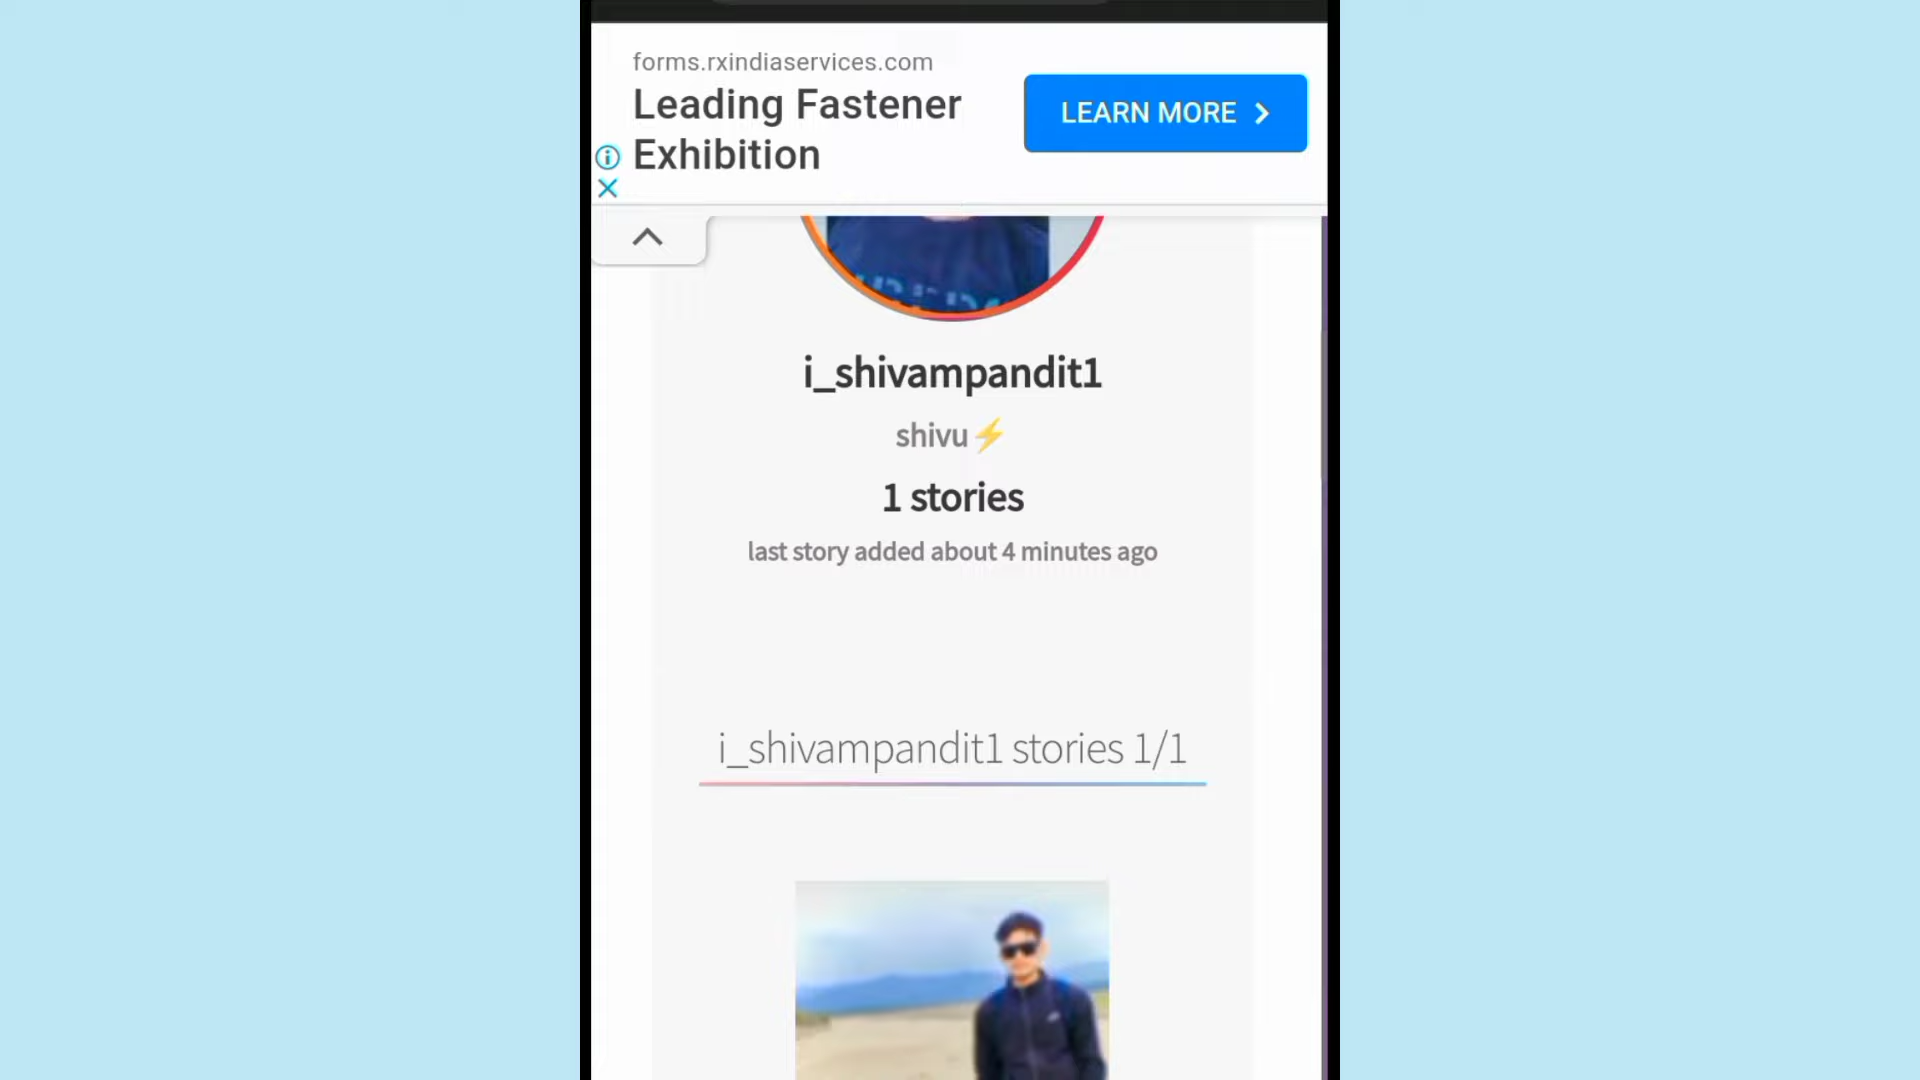 forms.rxindiaservices.com
Leading Fastener
Exhibition
LEARN MORE
i_shivampandit1
shivu⚡
1 stories
last story added about 4 minutes ago
i_shivampandit1 stories 1/1